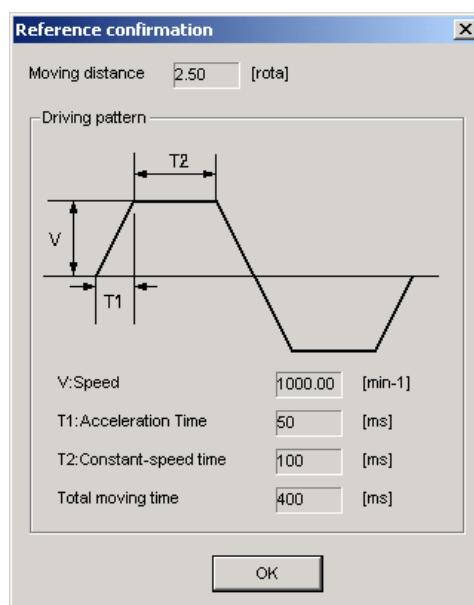 Reference confirmation
Moving distance 2.50 [rota]
Driving pattern
T2
V
T1
V:Speed 1000.00 [min-1]
T1:Acceleration Time 50 [ms]
T2:Constant-speed time 100 [ms]
Total moving time 400 [ms]
OK